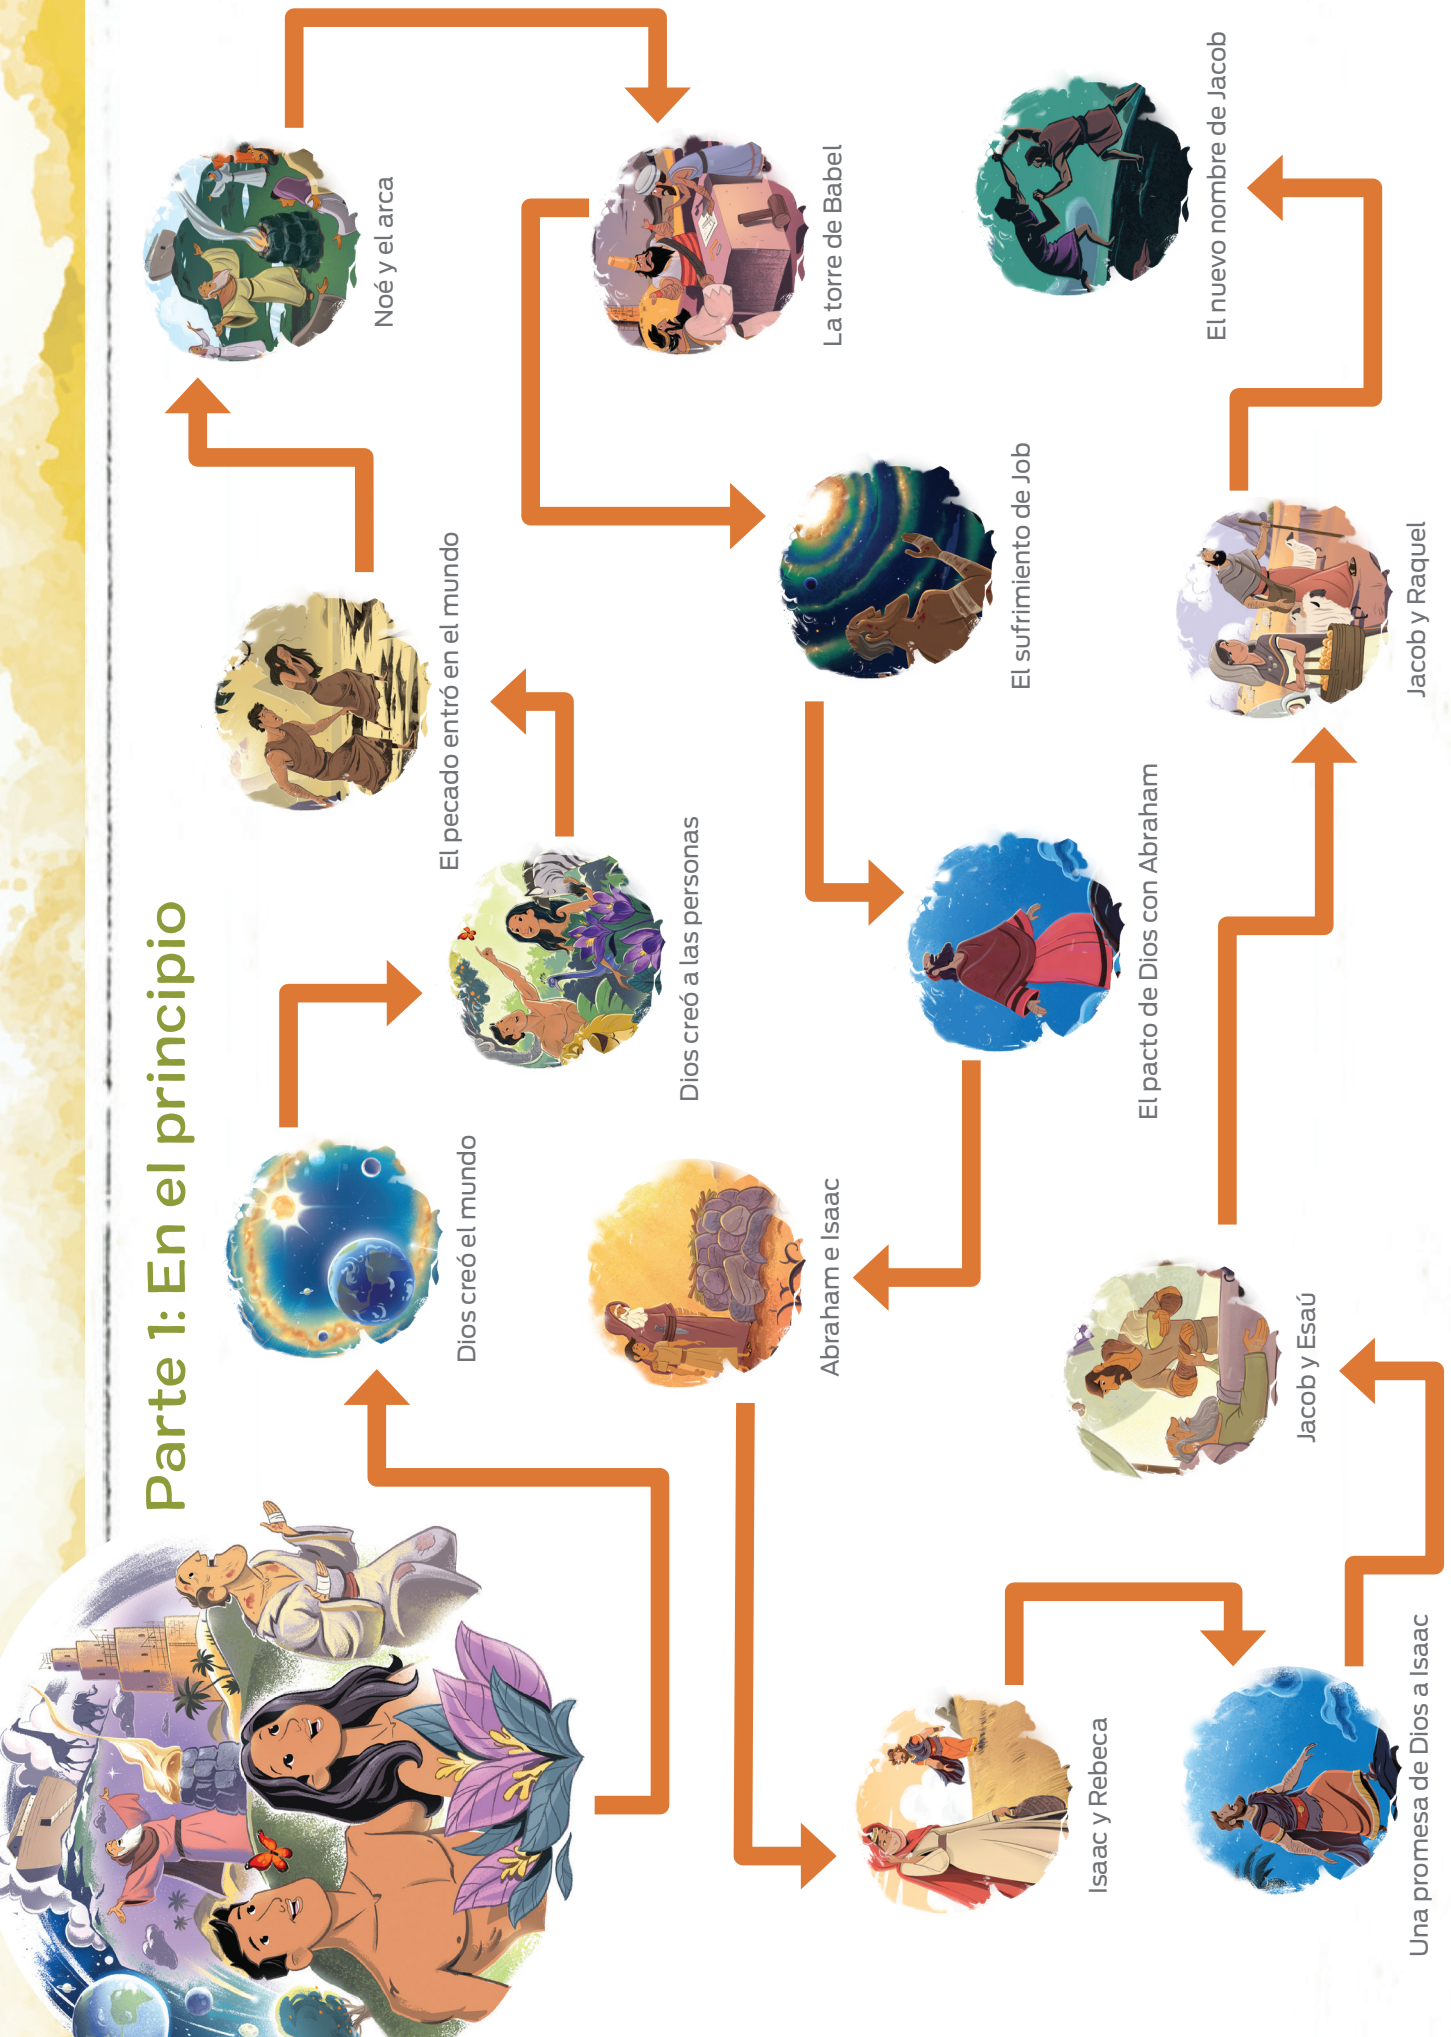 Parte 1: En el principio
Dios creó el mundo
Dios creó a las personas
El pecado entró en el mundo
Noé y el arca
La torre de Babel
El sufrimiento de Job
El pacto de Dios con Abraham
Abraham e Isaac
Isaac y Rebeca
Una promesa de Dios a Isaac
Jacob y Esaú
Jacob y Raquel
El nuevo nombre de Jacob